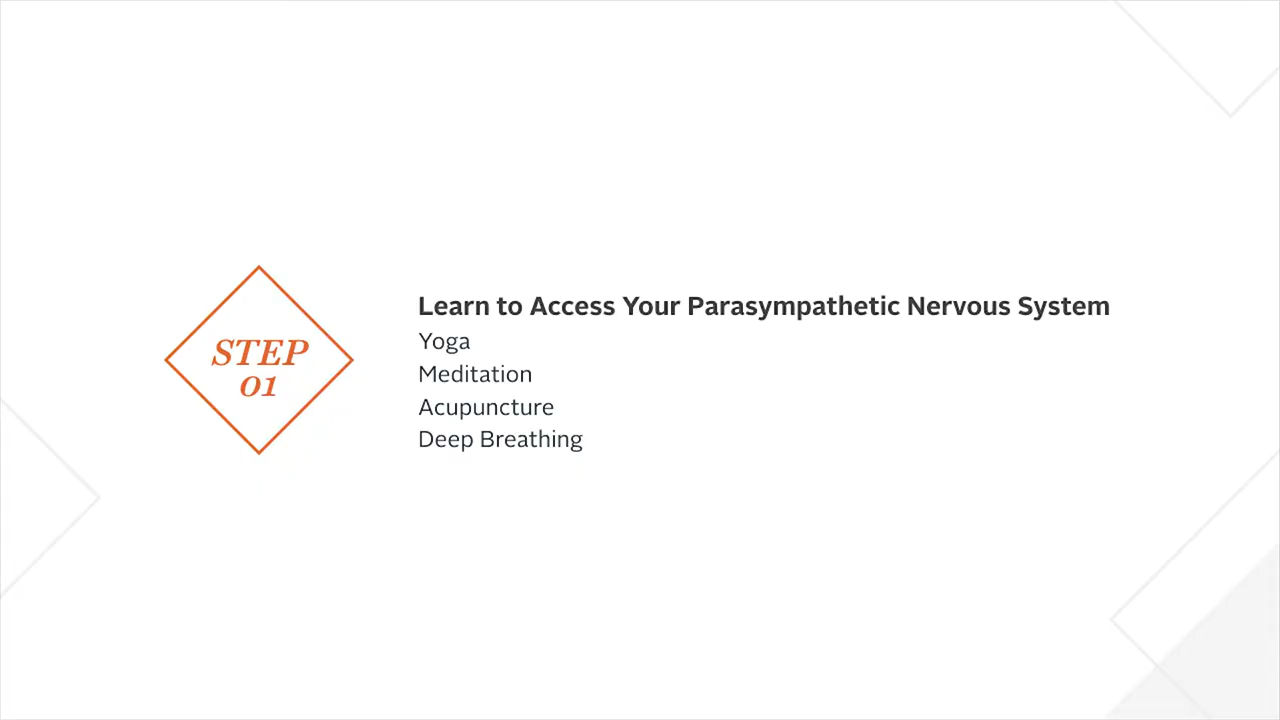 STEP
01
Learn to Access Your Parasympathetic Nervous System
Yoga
Meditation
Acupuncture
Deep Breathing